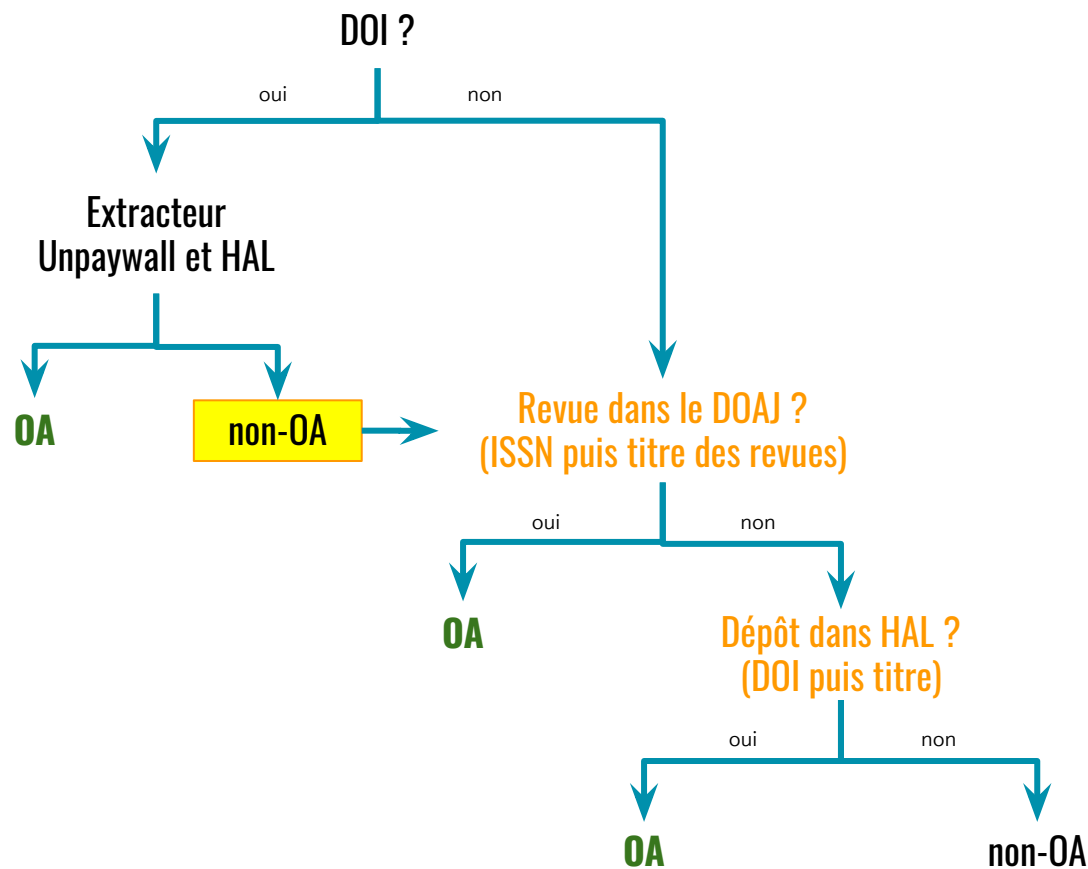 DOI ?
oui
non
Extracteur
Unpaywall et HAL
OA
non-OA
Revue dans le DOAJ ?
(ISSN puis titre des revues)
oui
non
OA
Dépôt dans HAL ?
(DOI puis titre)
oui
non
OA
non-OA